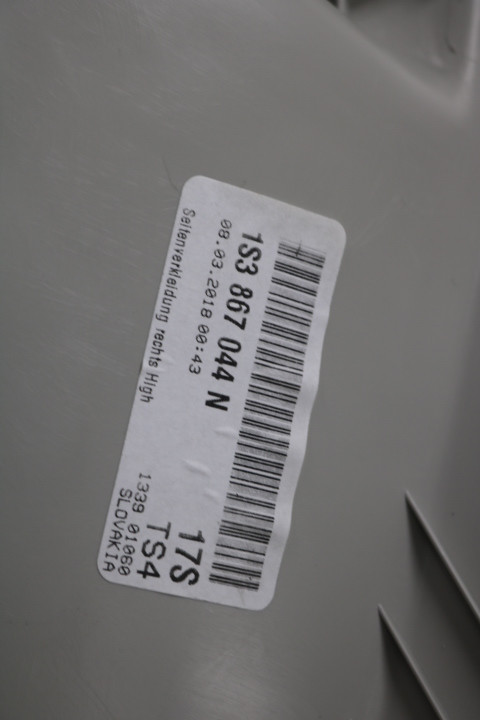 1S3 867 044 N
17S
08.03.2018 00:43
TS4
1339 01060
Seitenverkleidung rechts High
SLOVAKIA